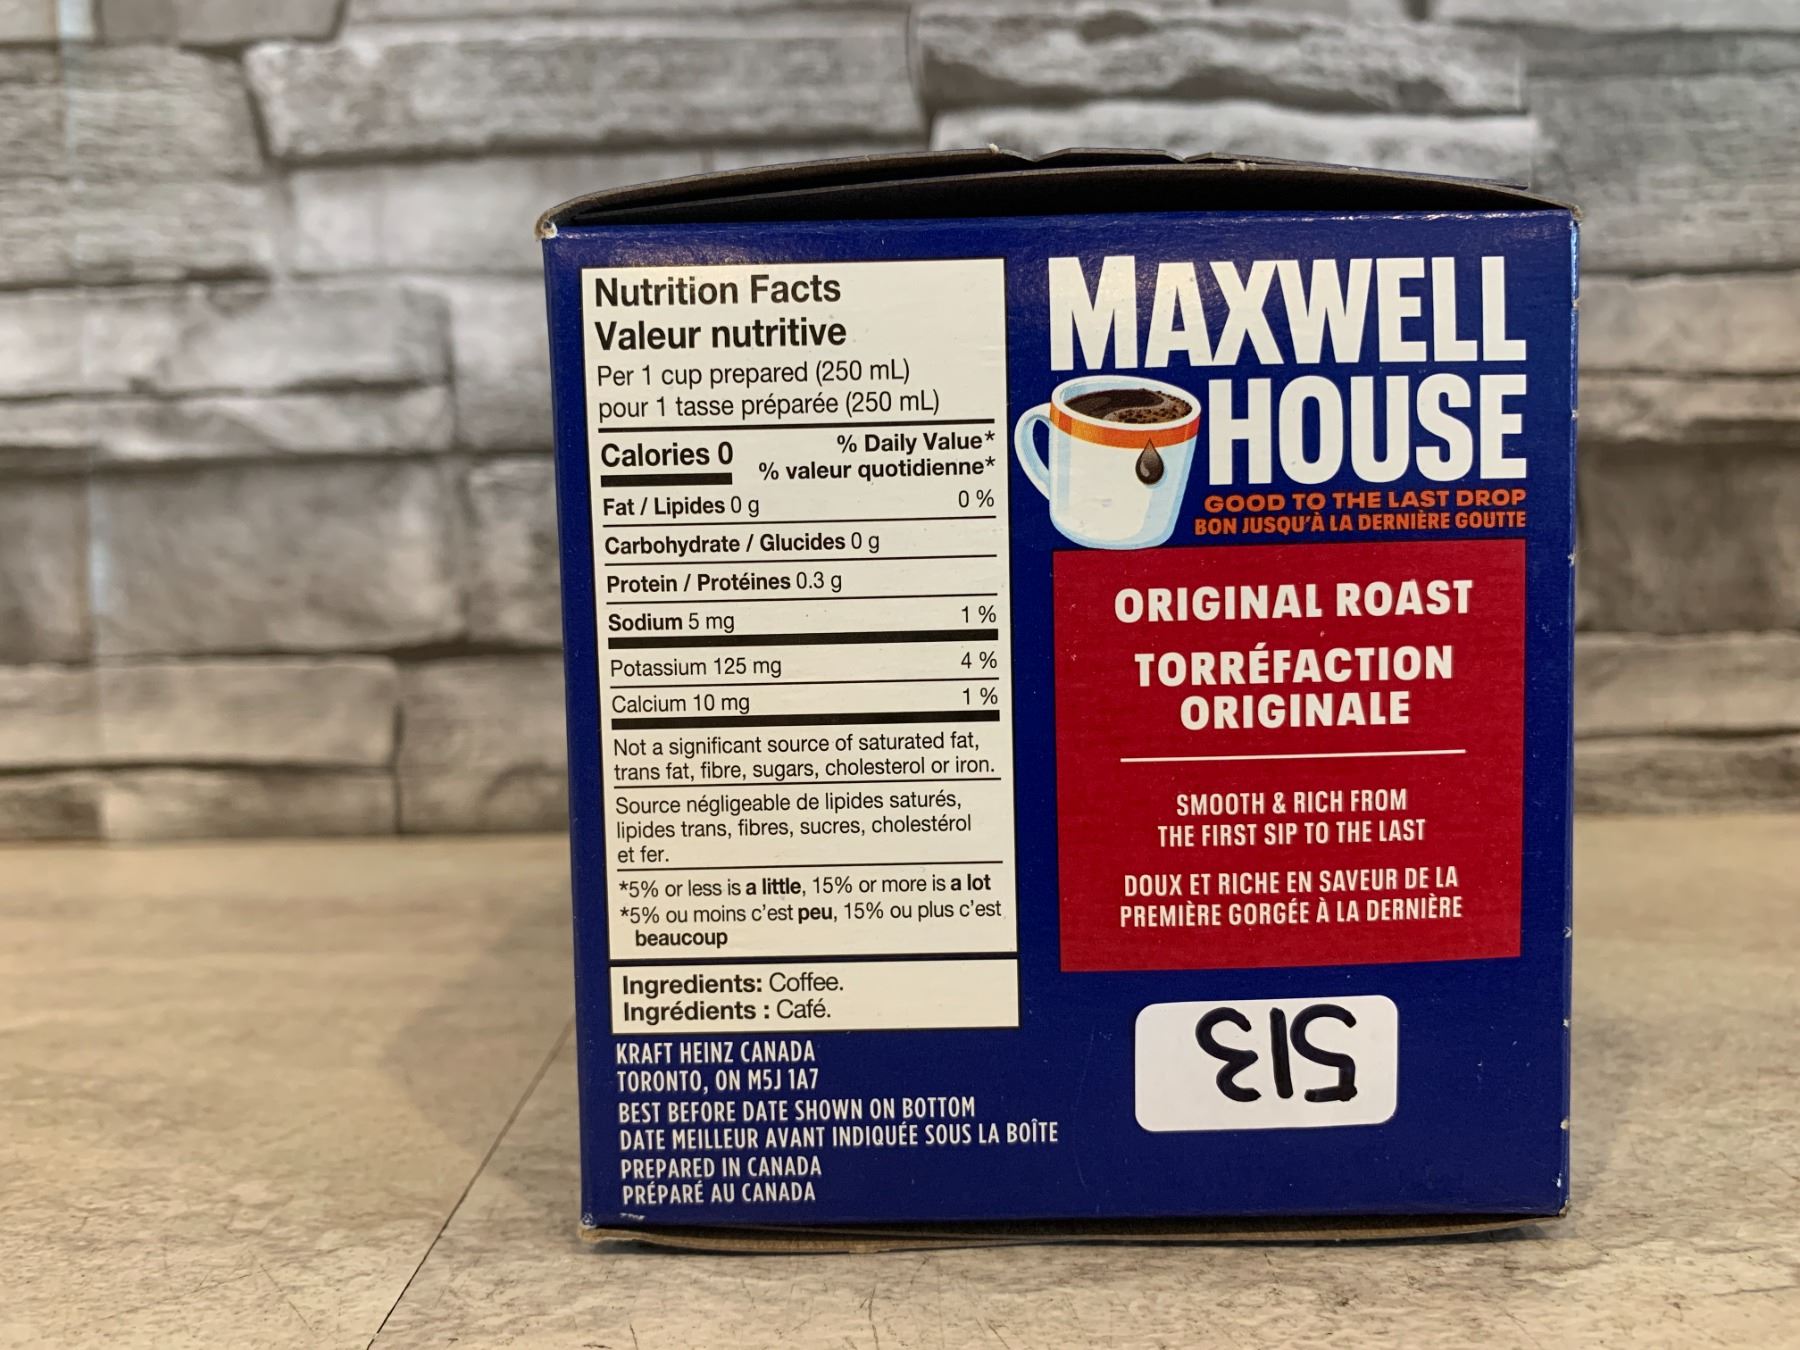 Nutrition Facts
Valeur nutritive
Per 1 cup prepared (250 mL)
pour 1 tasse préparée (250 mL)
Calories 0
% Daily Value*
% valeur quotidienne*
Fat / Lipides 0 g 0 %
Carbohydrate / Glucides 0 g
Protein / Protéines 0.3 g
Sodium 5 mg 1 %
Potassium 125 mg 4 %
Calcium 10 mg 1 %
Not a significant source of saturated fat,
trans fat, fibre, sugars, cholesterol or iron.
Source négligeable de lipides saturés,
lipides trans, fibres, sucres, cholestérol
et fer.
*5% or less is a little, 15% or more is a lot
*5% ou moins c'est peu, 15% ou plus c'est
beaucoup
Ingredients: Coffee.
Ingrédients : Café.
KRAFT HEINZ CANADA
TORONTO, ON M5J 1A7
BEST BEFORE DATE SHOWN ON BOTTOM
DATE MEILLEUR AVANT INDIQUÉE SOUS LA BOÎTE
PREPARED IN CANADA
PRÉPARÉ AU CANADA
MAXWELL
HOUSE
GOOD TO THE LAST DROP
BON JUSQU'À LA DERNIÈRE GOUTTE
ORIGINAL ROAST
TORRÉFACTION
ORIGINALE
SMOOTH & RICH FROM
THE FIRST SIP TO THE LAST
DOUX ET RICHE EN SAVEUR DE LA
PREMIÈRE GORGÉE À LA DERNIÈRE
513